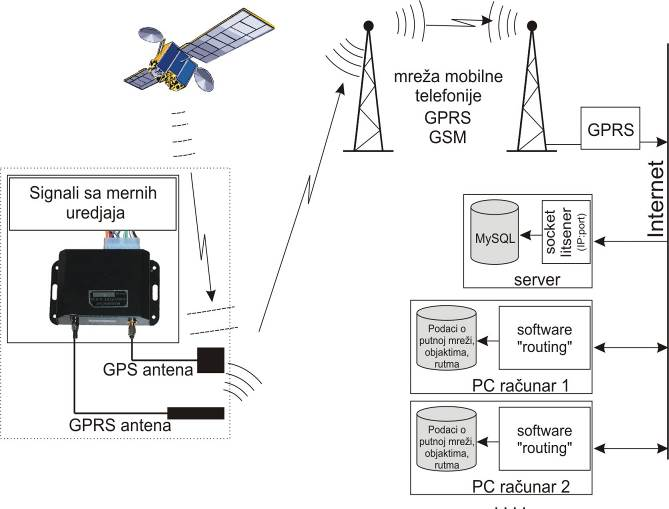 mreža mobilne
telefonije
GPRS
GSM
GPRS
Internet
Signali sa mernih
uredjaja
GPS antena
GPRS antena
MySQL
socket
litsener
(IP:port)
server
Podaci o
putnoj mreži,
objaktima,
rutma
software
"routing"
PC računar 1
Podaci o
putnoj mreži,
objaktima,
rutma
software
"routing"
PC računar 2
. . . .